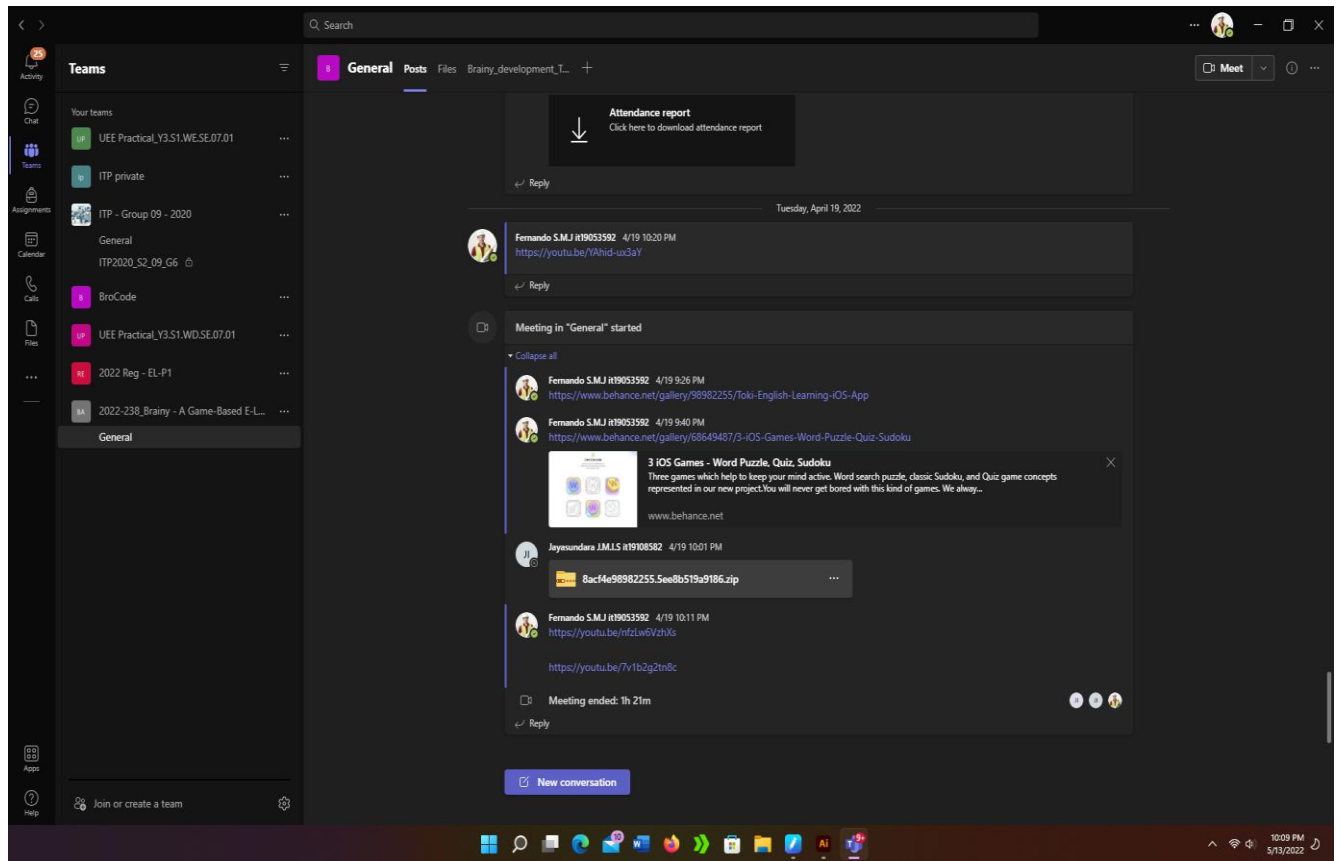 Search
25
Activity
Chat
Teams
Assignments
Calendar
Calls
Files
Apps
Help
Teams
Your teams
UP UEE Practical_Y3.S1.WE.SE.07.01
Ip ITP private
ITP - Group 09 - 2020
General
ITP2020_S2_09_G6
B BroCode
UP UEE Practical_Y3.S1.WD.SE.07.01
RE 2022 Reg - EL-P1
BA 2022-238_Brainy - A Game-Based E-L...
General
Join or create a team
B General Posts Files Brainy_development_T... +
Meet
Attendance report
Click here to download attendance report
Reply
Tuesday, April 19, 2022
Fernando S.M.J it19053592 4/19 10:20 PM
https://youtu.be/YAhid-ux3aY
Reply
Meeting in "General" started
Collapse all
Fernando S.M.J it19053592 4/19 9:26 PM
https://www.behance.net/gallery/98982255/Toki-English-Learning-iOS-App
Fernando S.M.J it19053592 4/19 9:40 PM
https://www.behance.net/gallery/68649487/3-iOS-Games-Word-Puzzle-Quiz-Sudoku
3 iOS Games - Word Puzzle, Quiz, Sudoku
Three games which help to keep your mind active. Word search puzzle, classic Sudoku, and Quiz game concepts
represented in our new project.You will never get bored with this kind of games. We alway...
www.behance.net
JI Jayasundara J.M.I.S it19108582 4/19 10:01 PM
8acf4e98982255.5ee8b519a9186.zip
Fernando S.M.J it19053592 4/19 10:11 PM
https://youtu.be/nfzLw6VzhXs
https://youtu.be/7v1b2g2tn8c
Meeting ended: 1h 21m
Reply
New conversation
10
Ai
9+
10:09 PM
5/13/2022